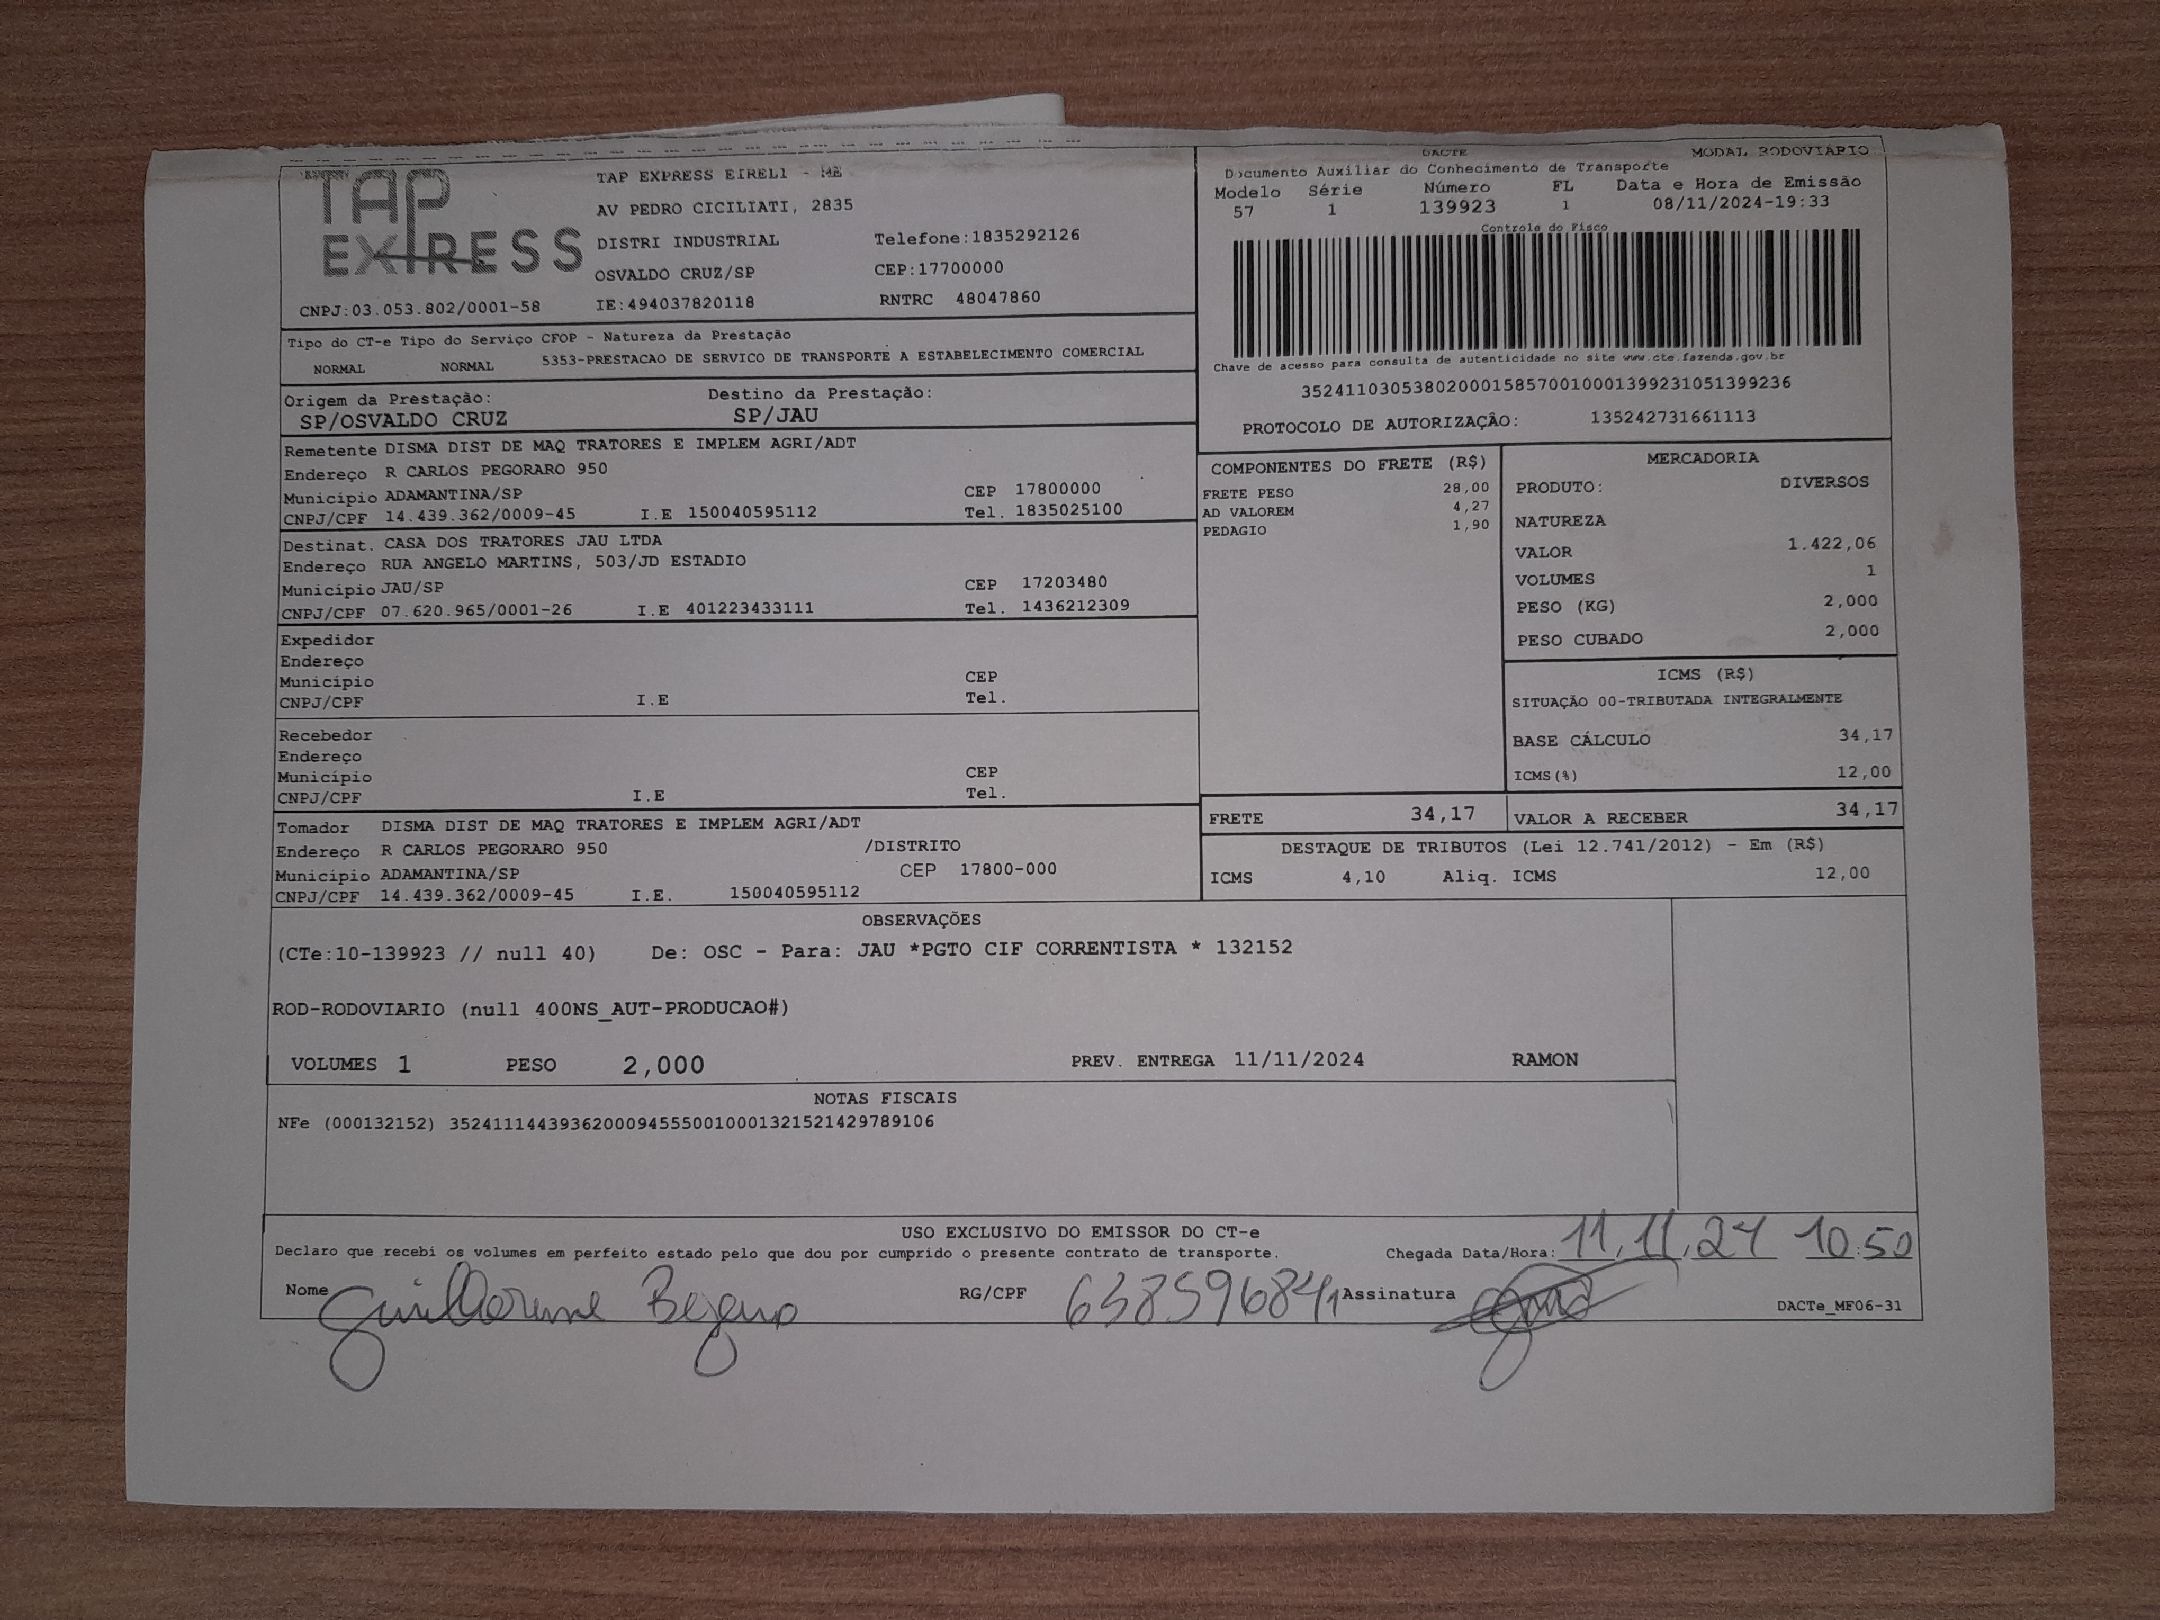 TAP EXPRESS
TAP EXPRESS EIRELI - ME
AV PEDRO CICILIATI, 2835
DISTRI INDUSTRIAL Telefone:1835292126
OSVALDO CRUZ/SP CEP:17700000
CNPJ:03.053.802/0001-58 IE:494037820118 RNTRC 48047860
DACTE MODAL RODOVIARIO
Documento Auxiliar do Conhecimento de Transporte
Modelo Série Número FL Data e Hora de Emissão
57 1 139923 1 08/11/2024-19:33
Controle do Fisco
Chave de acesso para consulta de autenticidade no site www.cte.fazenda.gov.br
35241103053802000158570010001399231051399236
PROTOCOLO DE AUTORIZAÇÂO: 135242731661113
Tipo do CT-e Tipo do Serviço CFOP - Natureza da Prestação
NORMAL NORMAL 5353-PRESTACAO DE SERVICO DE TRANSPORTE A ESTABELECIMENTO COMERCIAL
Origem da Prestação: Destino da Prestação:
SP/OSVALDO CRUZ SP/JAU
Remetente DISMA DIST DE MAQ TRATORES E IMPLEM AGRI/ADT
Endereço R CARLOS PEGORARO 950
Município ADAMANTINA/SP CEP 17800000
CNPJ/CPF 14.439.362/0009-45 I.E 150040595112 Tel. 1835025100
Destinat. CASA DOS TRATORES JAU LTDA
Endereço RUA ANGELO MARTINS, 503/JD ESTADIO
Município JAU/SP CEP 17203480
CNPJ/CPF 07.620.965/0001-26 I.E 401223433111 Tel. 1436212309
Expedidor
Endereço
Município CEP
CNPJ/CPF I.E Tel.
Recebedor
Endereço
Município CEP
CNPJ/CPF I.E Tel.
Tomador DISMA DIST DE MAQ TRATORES E IMPLEM AGRI/ADT
Endereço R CARLOS PEGORARO 950 /DISTRITO
Município ADAMANTINA/SP CEP 17800-000
CNPJ/CPF 14.439.362/0009-45 I.E. 150040595112
COMPONENTES DO FRETE (R$)
FRETE PESO 28,00
AD VALOREM 4,27
PEDAGIO 1,90
MERCADORIA
PRODUTO: DIVERSOS
NATUREZA
VALOR 1.422,06
VOLUMES 1
PESO (KG) 2,000
PESO CUBADO 2,000
ICMS (R$)
SITUAÇÃO 00-TRIBUTADA INTEGRALMENTE
BASE CÁLCULO 34,17
ICMS(%) 12,00
FRETE 34,17 VALOR A RECEBER 34,17
DESTAQUE DE TRIBUTOS (Lei 12.741/2012) - Em (R$)
ICMS 4,10 Aliq. ICMS 12,00
OBSERVAÇÕES
(CTe:10-139923 // null 40) De: OSC - Para: JAU *PGTO CIF CORRENTISTA * 132152
ROD-RODOVIARIO (null 400NS_AUT-PRODUCAO#)
VOLUMES 1 PESO 2,000 PREV. ENTREGA 11/11/2024 RAMON
NOTAS FISCAIS
NFe (000132152) 35241114439362000945550010001321521429789106
USO EXCLUSIVO DO EMISSOR DO CT-e
Declaro que recebi os volumes em perfeito estado pelo que dou por cumprido o presente contrato de transporte. Chegada Data/Hora: 11.11.24 10:50
Nome Guilherme RG/CPF 638596841 Assinatura
DACTe_MF06-31